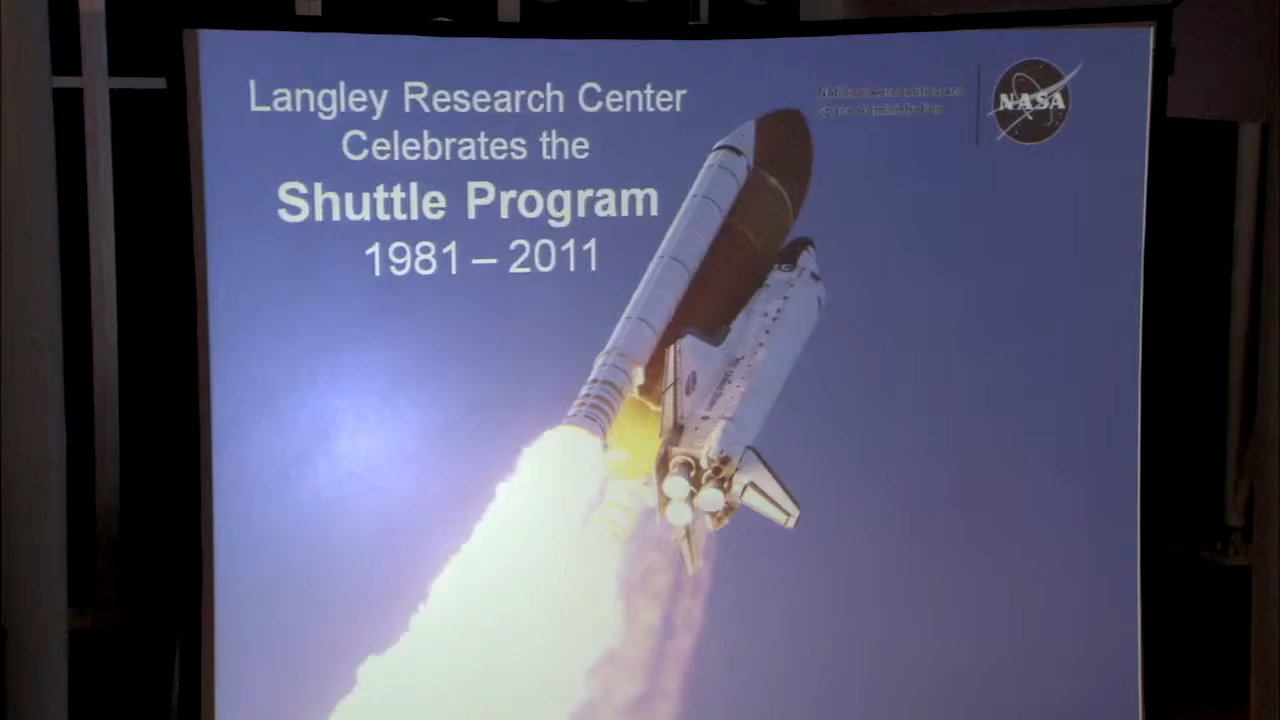 Langley Research Center
Celebrates the
Shuttle Program
1981 – 2011
NASA